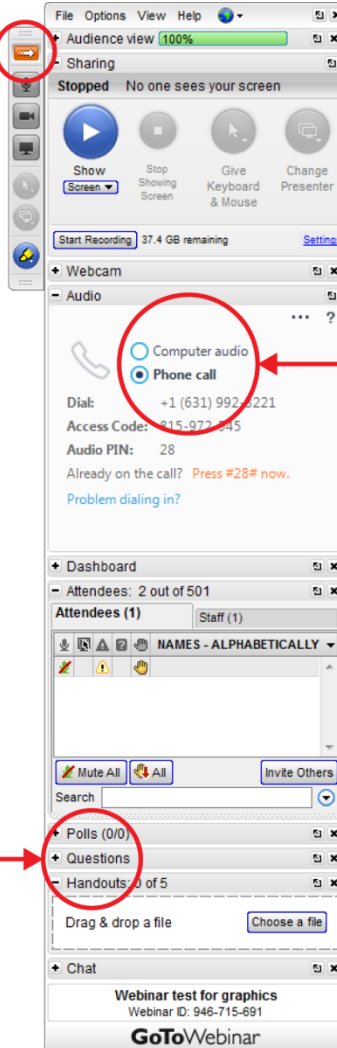 File Options View Help
Audience view 100%
Sharing
Stopped No one sees your screen
Show
Screen
Stop
Showing
Screen
Give
Keyboard
& Mouse
Change
Presenter
Start Recording 37.4 GB remaining
Webcam
Audio
... ?
Computer audio
Phone call
Dial: +1 (631) 992-3221
Access Code: 815-972-545
Audio PIN: 28
Already on the call? Press #28# now.
Problem dialing in?
Dashboard
Attendees: 2 out of 501
Attendees (1) Staff (1)
NAMES - ALPHABETICALLY
Mute All All Invite Others
Search
Polls (0/0)
Questions
Handouts: 0 of 5
Drag & drop a file Choose a file
Chat
Webinar test for graphics
Webinar ID: 946-715-691
GoToWebinar